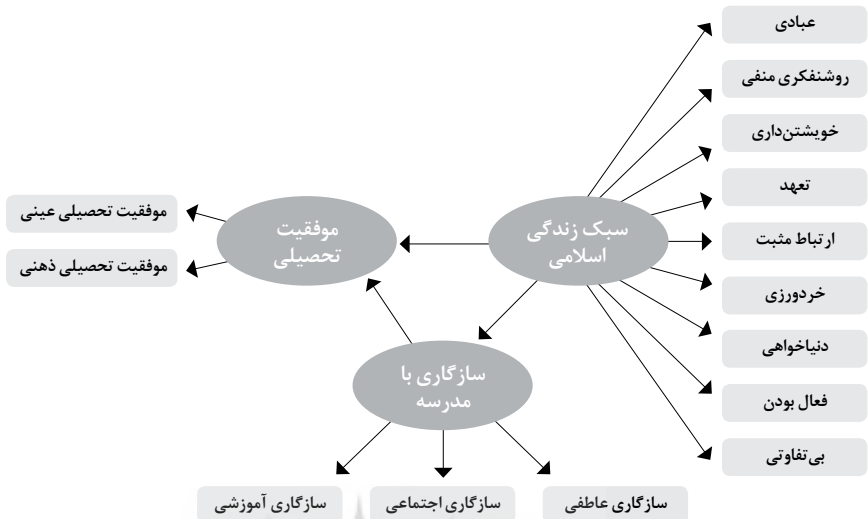 عبادی
روشنفکری منفی
خویشتن‌داری
تعهد
ارتباط مثبت
خردورزی
دنیاخواهی
فعال بودن
بی‌تفاوتی
سبک زندگی
اسلامی
موفقیت
تحصیلی
موفقیت تحصیلی عینی
موفقیت تحصیلی ذهنی
سازگاری با
مدرسه
سازگاری عاطفی
سازگاری اجتماعی
سازگاری آموزشی